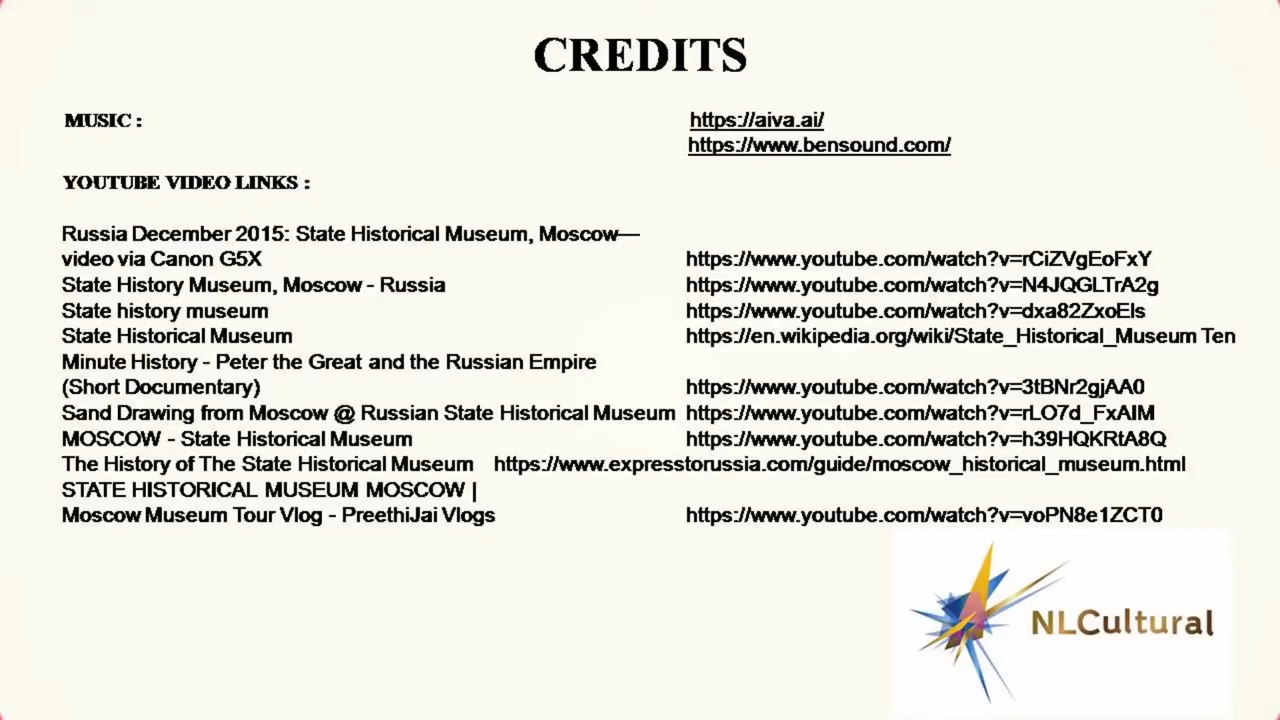 CREDITS
MUSIC : https://aiva.ai/
https://www.bensound.com/
YOUTUBE VIDEO LINKS :
Russia December 2015: State Historical Museum, Moscow—
video via Canon G5X https://www.youtube.com/watch?v=rCiZVgEoFxY
State History Museum, Moscow - Russia https://www.youtube.com/watch?v=N4JQGLTrA2g
State history museum https://www.youtube.com/watch?v=dxa82ZxoEls
State Historical Museum https://en.wikipedia.org/wiki/State_Historical_Museum Ten
Minute History - Peter the Great and the Russian Empire
(Short Documentary) https://www.youtube.com/watch?v=3tBNr2gjAA0
Sand Drawing from Moscow @ Russian State Historical Museum https://www.youtube.com/watch?v=rLO7d_FxAlM
MOSCOW - State Historical Museum https://www.youtube.com/watch?v=h39HQKRtA8Q
The History of The State Historical Museum https://www.expresstorussia.com/guide/moscow_historical_museum.html
STATE HISTORICAL MUSEUM MOSCOW |
Moscow Museum Tour Vlog - PreethiJai Vlogs https://www.youtube.com/watch?v=voPN8e1ZCT0
NLCultural